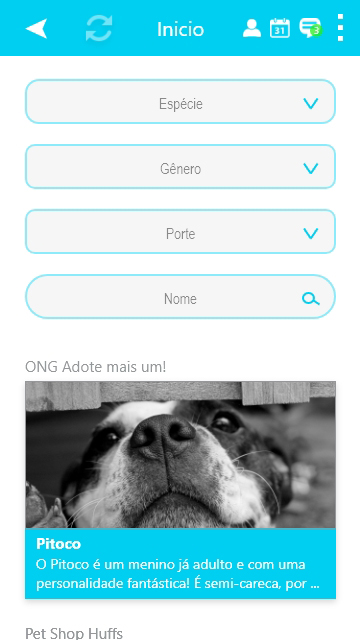 Inicio
31
3
Espécie
Gênero
Porte
Nome
ONG Adote mais um!
Pitoco
O Pitoco é um menino já adulto e com uma
personalidade fantástica! É semi-careca, por ...
Pet Shop Huffs